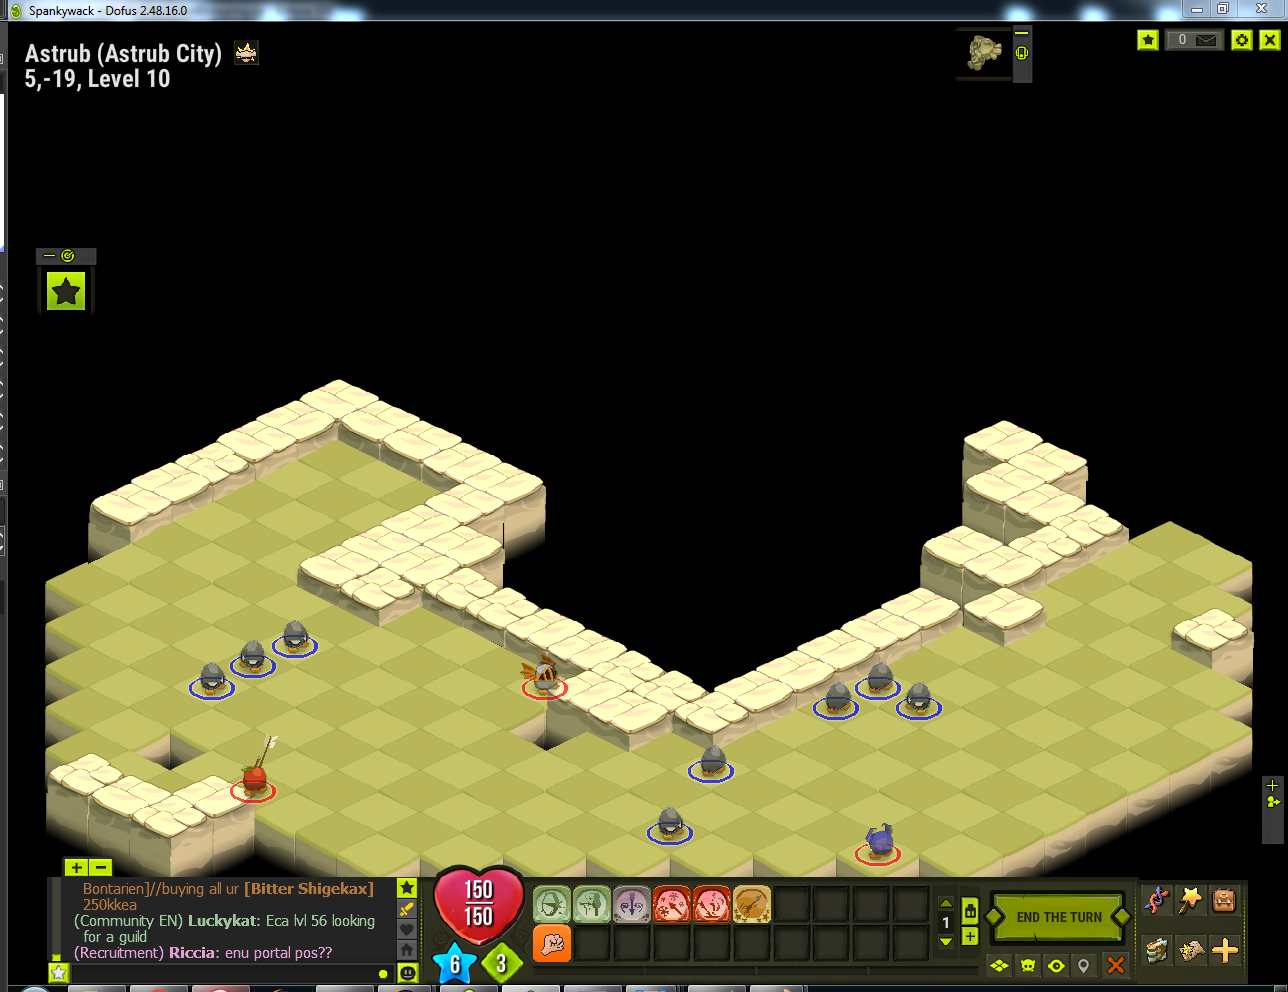 Spankywack - Dofus 2.48.16.0
Astrub (Astrub City)
5,-19, Level 10
0
Bontarien]//buying all ur [Bitter Shigekax]
250kkea
(Community EN) Luckykat: Eca lvl 56 looking
for a guild
(Recruitment) Riccia: enu portal pos??
150
150
6
3
1
END THE TURN